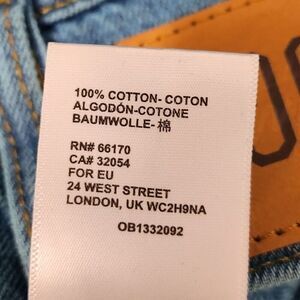 100% COTTON- COTON
ALGODÓN-COTONE
BAUMWOLLE- 棉
RN# 66170
CA# 32054
FOR EU
24 WEST STREET
LONDON, UK WC2H9NA
OB1332092